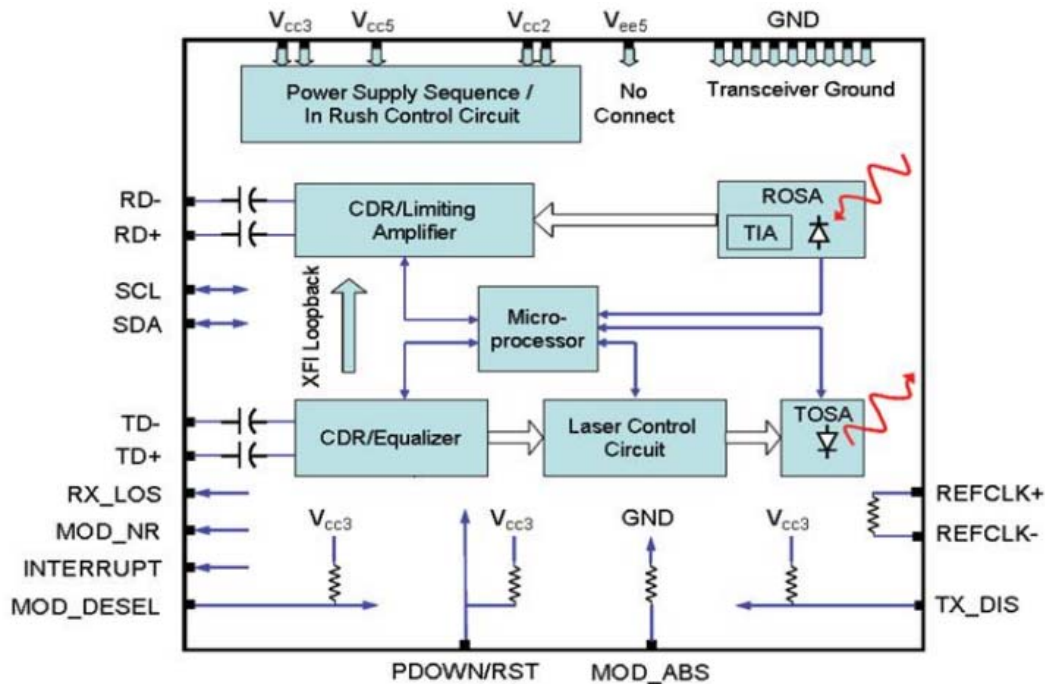 Vcc3 Vcc5 Vcc2 Vee5 GND
Power Supply Sequence /
In Rush Control Circuit
No
Connect
Transceiver Ground
RD-
RD+
CDR/Limiting
Amplifier
ROSA
TIA
SCL
SDA
XFI Loopback
Micro-
processor
TD-
TD+
CDR/Equalizer
Laser Control
Circuit
TOSA
RX_LOS
MOD_NR
INTERRUPT
MOD_DESEL
Vcc3
Vcc3
GND
Vcc3
REFCLK+
REFCLK-
TX_DIS
PDOWN/RST
MOD_ABS